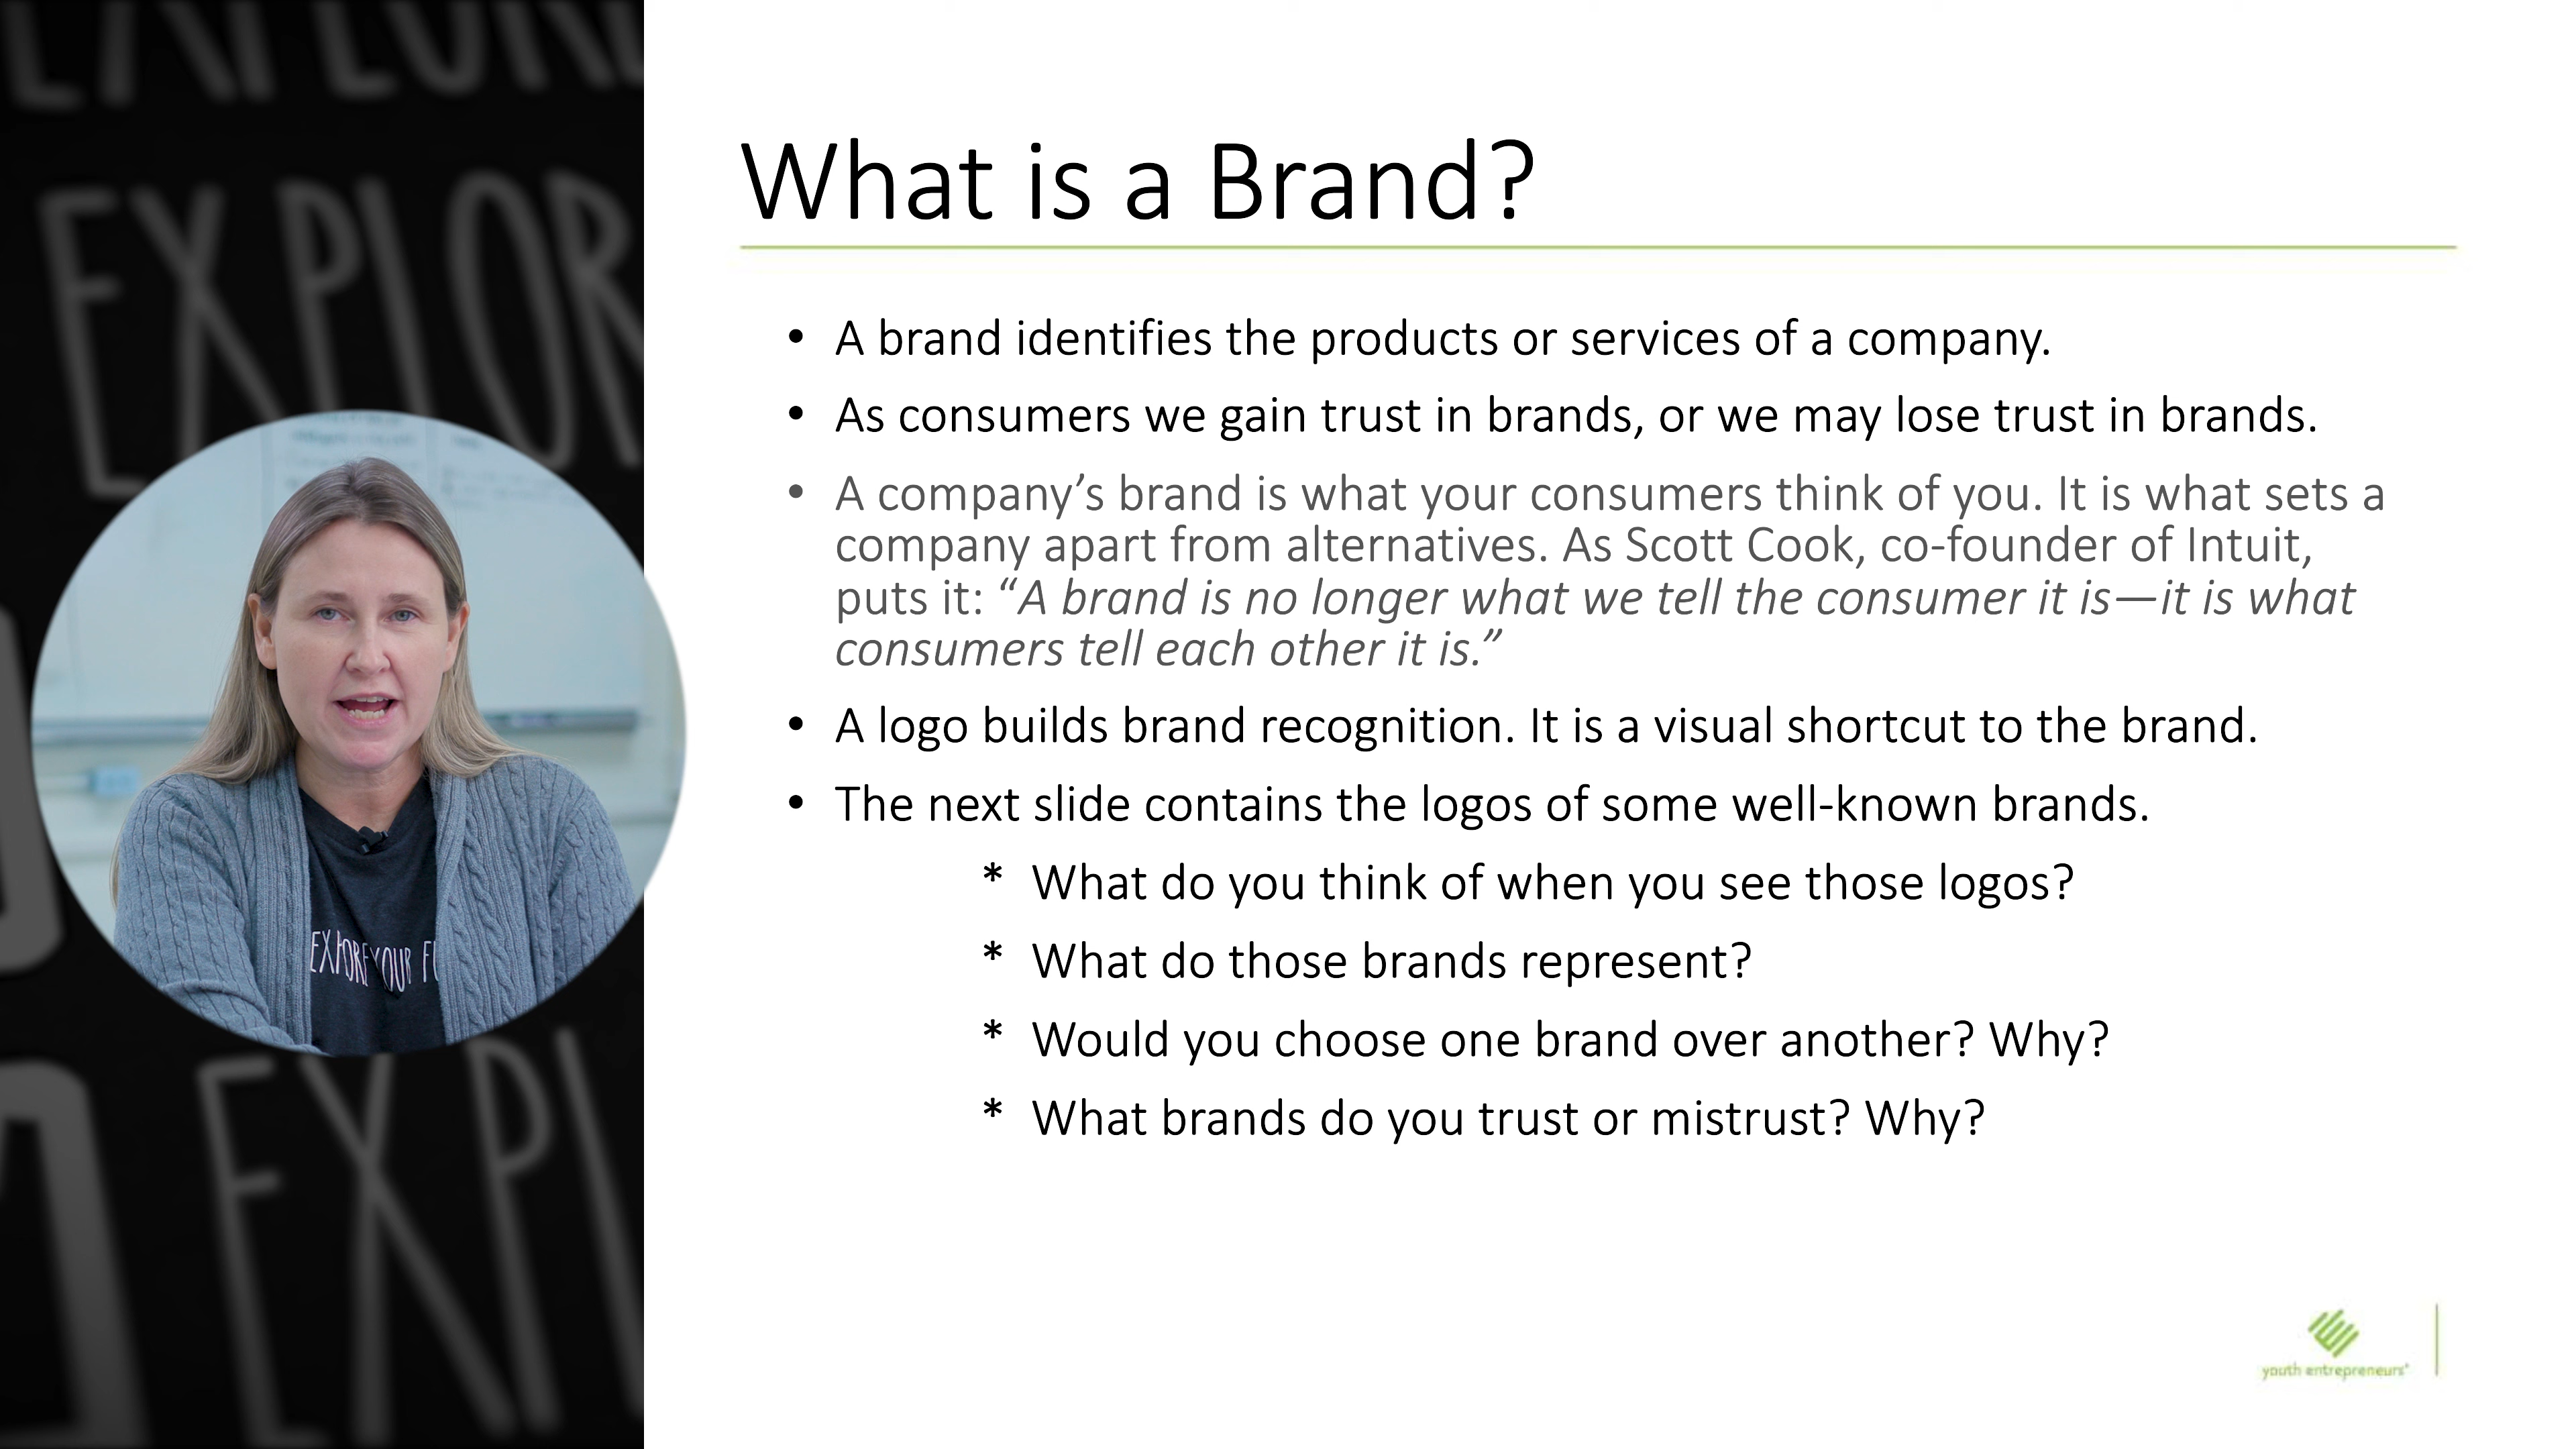 EXPLOR
EXPLOR
EXPLORE YOUR FU
EXPL
What is a Brand?
• A brand identifies the products or services of a company.
• As consumers we gain trust in brands, or we may lose trust in brands.
• A company’s brand is what your consumers think of you. It is what sets a
company apart from alternatives. As Scott Cook, co-founder of Intuit,
puts it: “A brand is no longer what we tell the consumer it is—it is what
consumers tell each other it is.”
• A logo builds brand recognition. It is a visual shortcut to the brand.
• The next slide contains the logos of some well-known brands.
* What do you think of when you see those logos?
* What do those brands represent?
* Would you choose one brand over another? Why?
* What brands do you trust or mistrust? Why?
youth entrepreneurs®